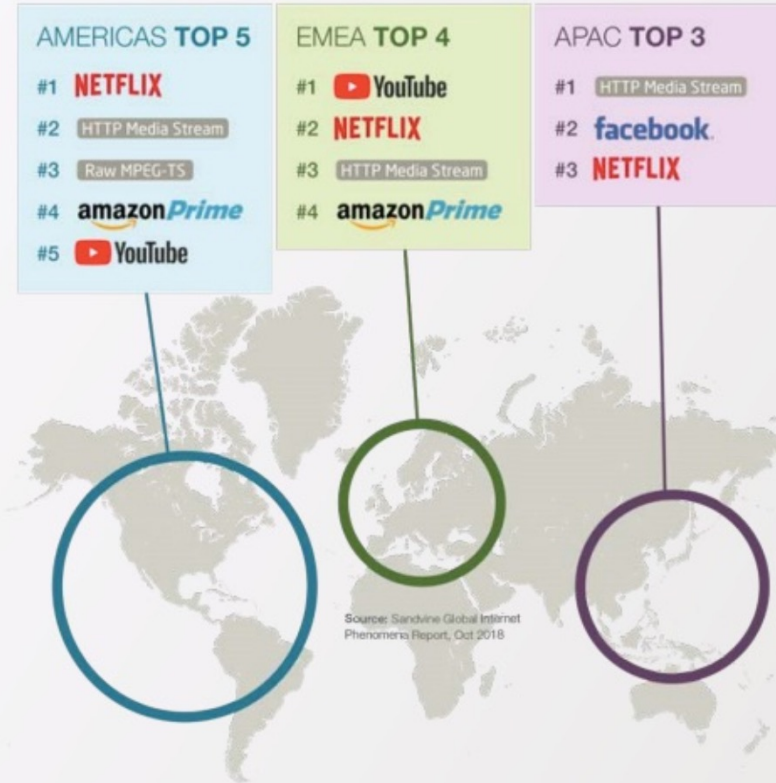 AMERICAS TOP 5
#1 NETFLIX
#2 HTTP Media Stream
#3 Raw MPEG-TS
#4 amazon Prime
#5 YouTube
EMEA TOP 4
#1 YouTube
#2 NETFLIX
#3 HTTP Media Stream
#4 amazon Prime
APAC TOP 3
#1 HTTP Media Stream
#2 facebook.
#3 NETFLIX
Source: Sandvine Global Internet
Phenomena Report, Oct 2018